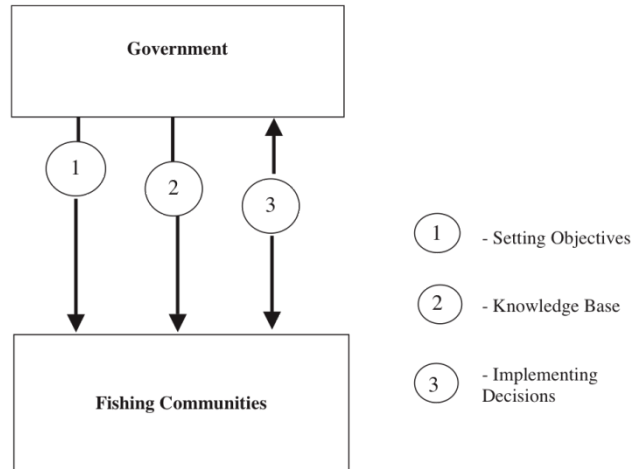 Government
1
2
3
1 - Setting Objectives
2 - Knowledge Base
3 - Implementing
Decisions
Fishing Communities